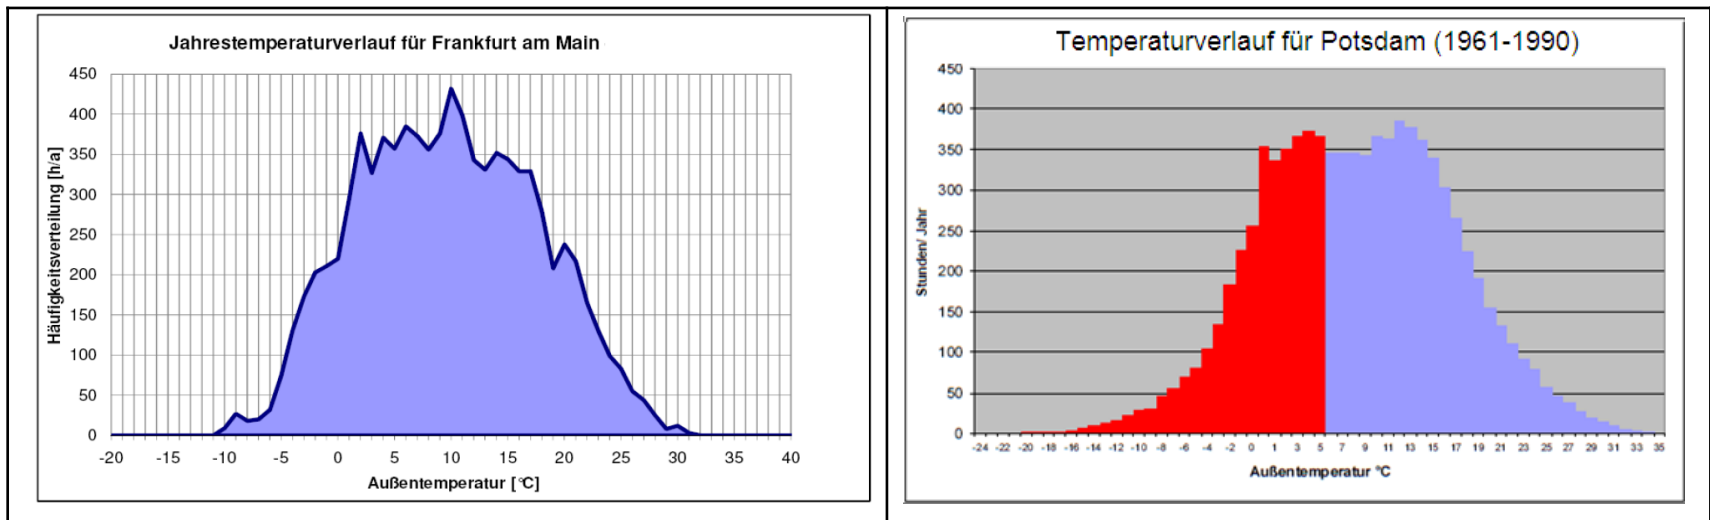 Jahrestemperaturverlauf für Frankfurt am Main
450
400
350
300
250
200
150
100
50
0
Häufigkeitsverteilung [h/a]
-20 -15 -10 -5 0 5 10 15 20 25 30 35 40
Außentemperatur [°C]
Temperaturverlauf für Potsdam (1961-1990)
450
400
350
300
250
200
150
100
50
0
Stunden/ Jahr
-24 -22 -20 -18 -16 -14 -12 -10 -8 -6 -4 -2 0 1 3 5 7 9 11 13 15 17 19 21 23 25 27 29 31 33 35
Außentemperatur °C